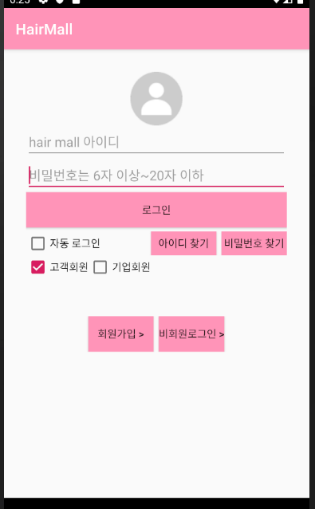 6:25
HairMall
hair mall 아이디
비밀번호는 6자 이상~20자 이하
로그인
자동 로그인 아이디 찾기 비밀번호 찾기
고객회원 기업회원
회원가입 > 비회원로그인 >